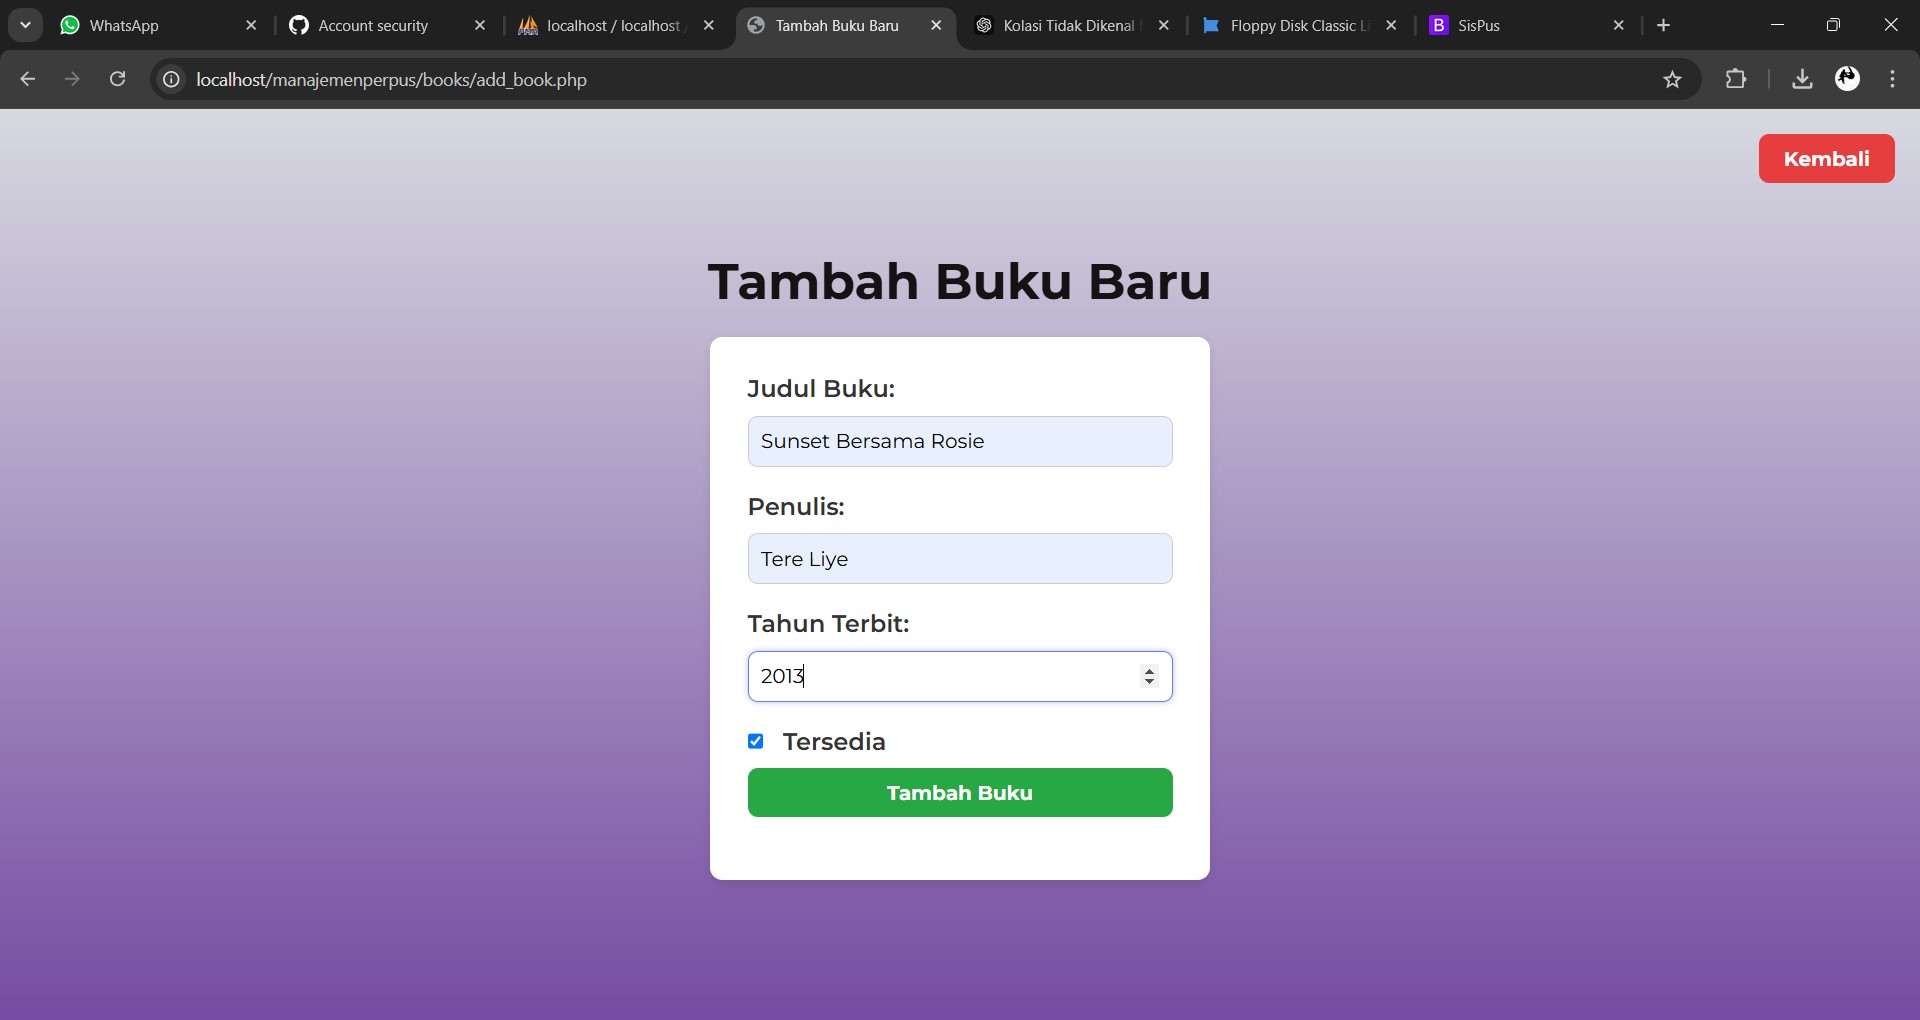 WhatsApp
Account security
localhost / localhost /
Tambah Buku Baru
Kolasi Tidak Dikenal
Floppy Disk Classic
SisPus
localhost/manajemenperpus/books/add_book.php
Kembali
Tambah Buku Baru
Judul Buku:
Sunset Bersama Rosie
Penulis:
Tere Liye
Tahun Terbit:
2013
Tersedia
Tambah Buku